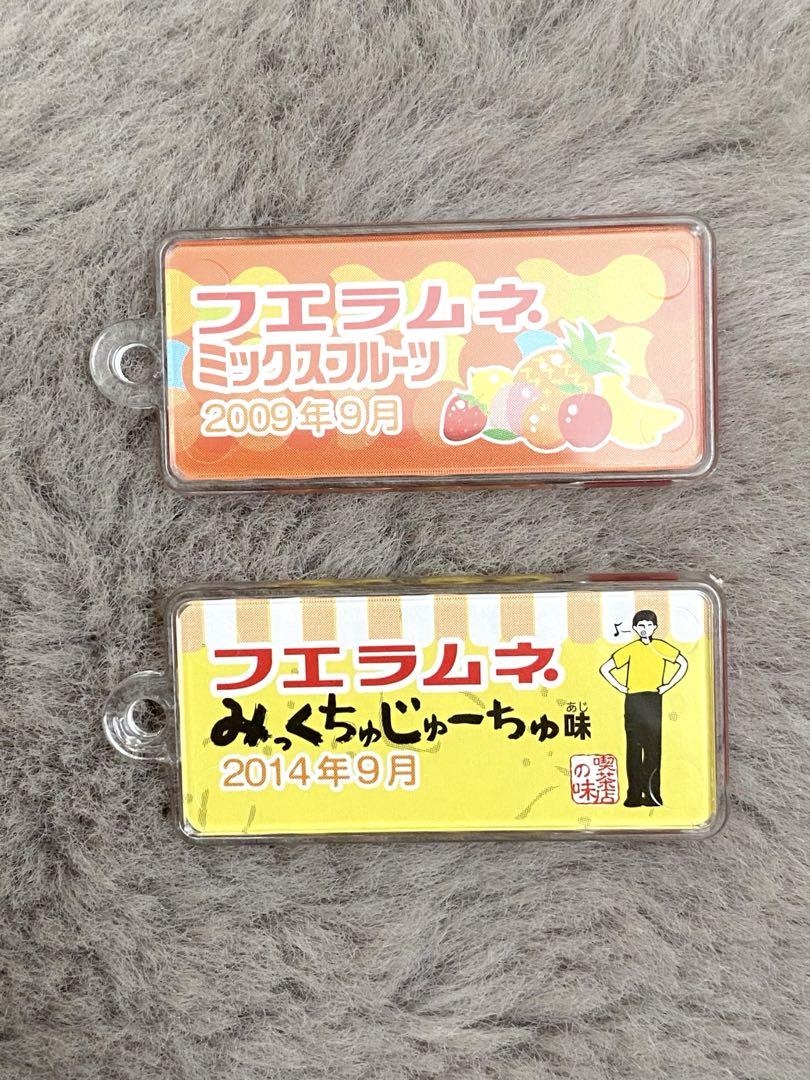 フエラムネ
ミックスフルーツ
2009年9月
フエラムネ
みっくちゅじゅーちゅ味
あじ
2014年9月
喫茶店
の味
♪ー